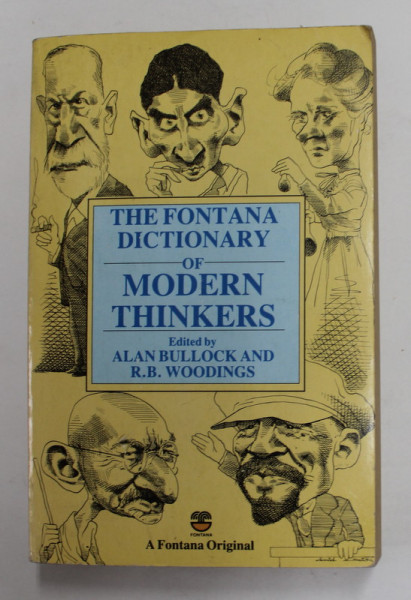 THE FONTANA
DICTIONARY
OF
MODERN
THINKERS
Edited by
ALAN BULLOCK AND
R.B. WOODINGS
FONTANA
A Fontana Original